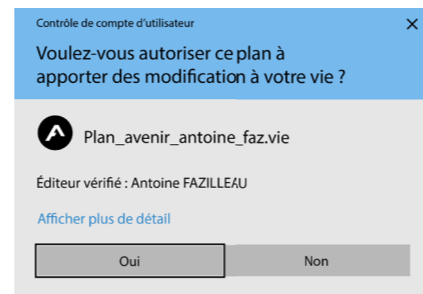 Contrôle de compte d'utilisateur
Voulez-vous autoriser ce plan à
apporter des modification à votre vie ?
Plan_avenir_antoine_faz.vie
Éditeur vérifié : Antoine FAZILLEAU
Afficher plus de détail
Oui
Non